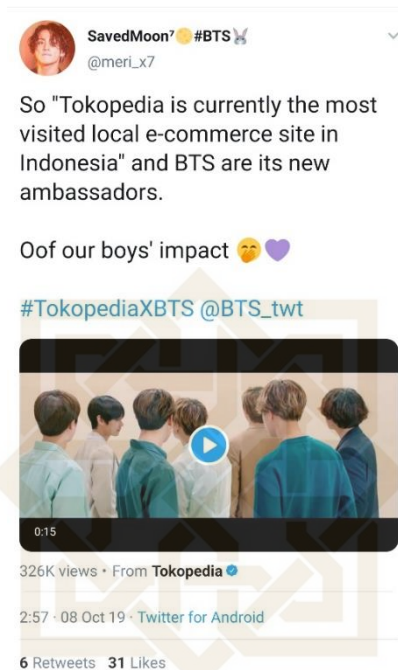 SavedMoon⁷🌕#BTS🐰
@meri_x7
So "Tokopedia is currently the most
visited local e-commerce site in
Indonesia" and BTS are its new
ambassadors.
Oof our boys' impact 🤭💜
#TokopediaXBTS @BTS_twt
0:15
326K views • From Tokopedia
2:57 · 08 Oct 19 · Twitter for Android
6 Retweets 31 Likes